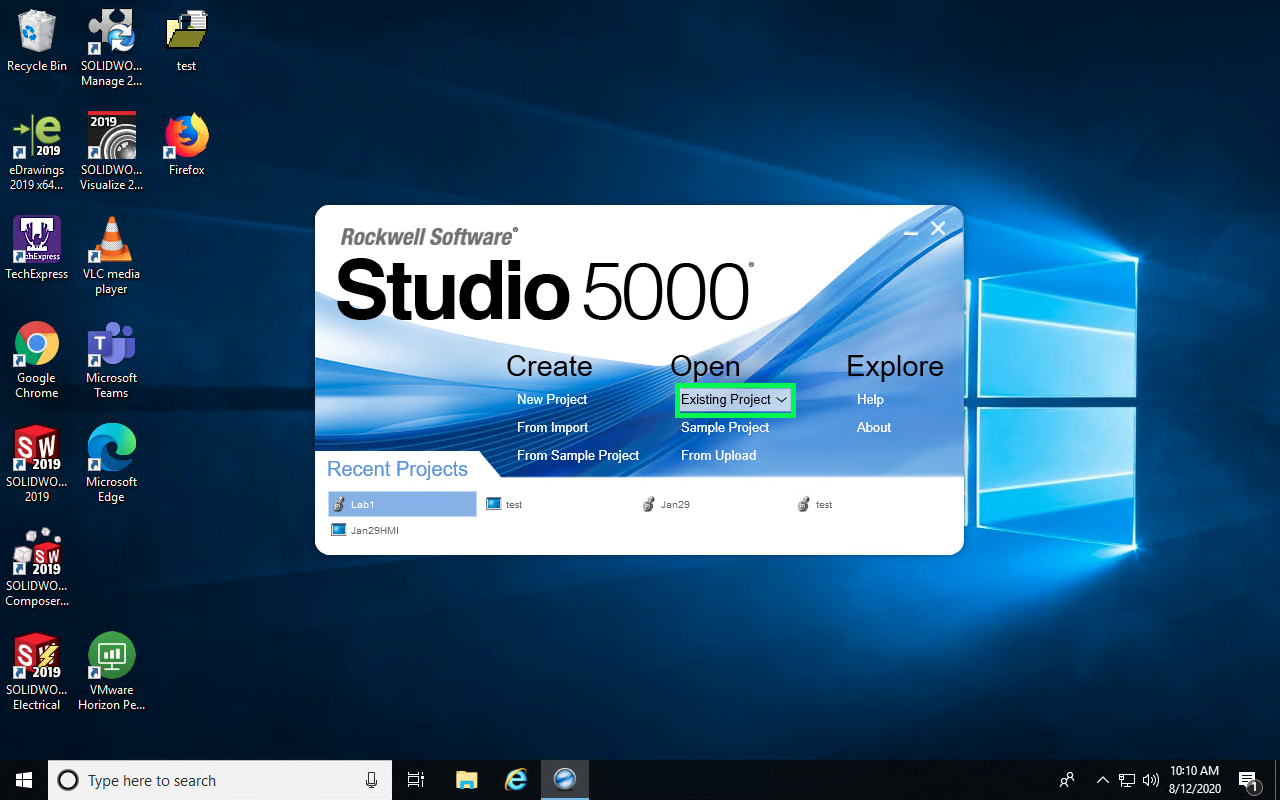 Recycle Bin
SOLIDWO...
Manage 2...
test
2019
eDrawings
2019 x64...
2019
SOLIDWO...
Visualize 2...
Firefox
TechExpress
VLC media
player
Google
Chrome
Microsoft
Teams
SW
2019
SOLIDWO...
2019
Microsoft
Edge
SW
2019
SOLIDWO...
Composer...
2019
SOLIDWO...
Electrical
VMware
Horizon Pe...
Rockwell Software®
Studio 5000®
Create
New Project
From Import
From Sample Project
Open
Existing Project
Sample Project
From Upload
Explore
Help
About
Recent Projects
Lab1
test
Jan29
test
Jan29HMI
Type here to search
10:10 AM
8/12/2020
1